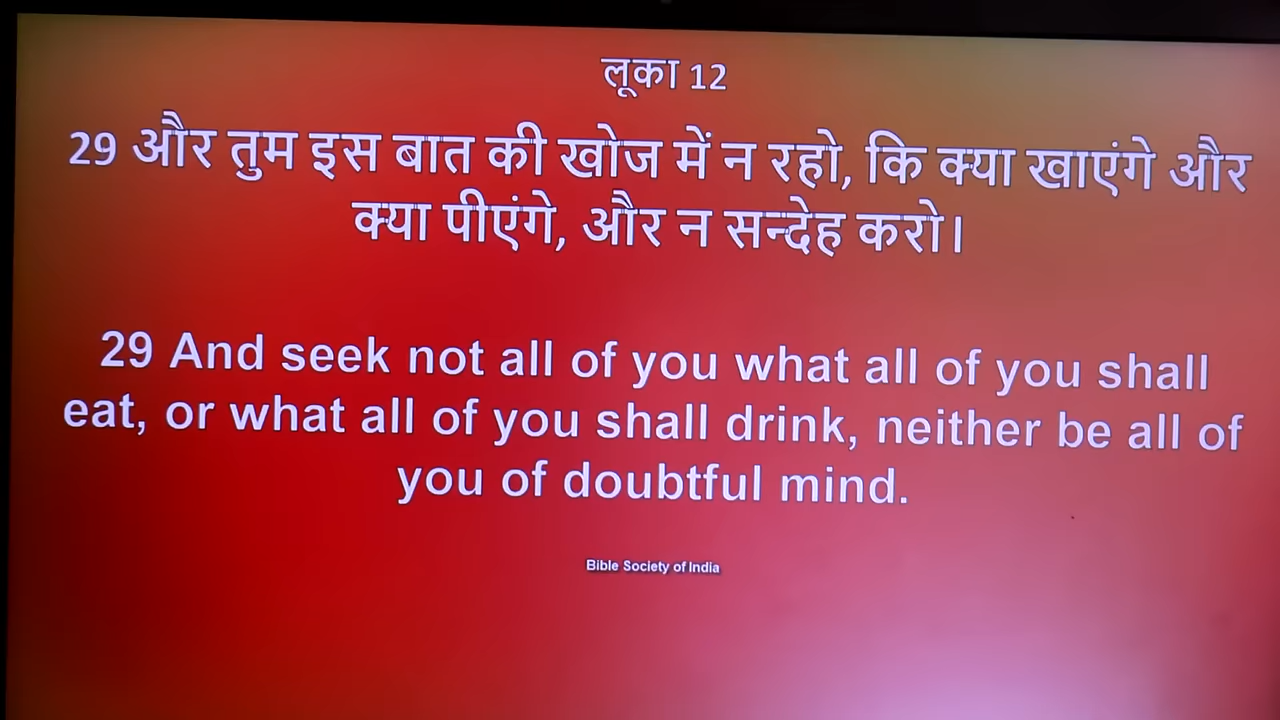 लूका 12
29 और तुम इस बात की खोज में न रहो, कि क्या खाएंगे और
क्या पीएंगे, और न सन्देह करो।
29 And seek not all of you what all of you shall
eat, or what all of you shall drink, neither be all of
you of doubtful mind.
Bible Society of India